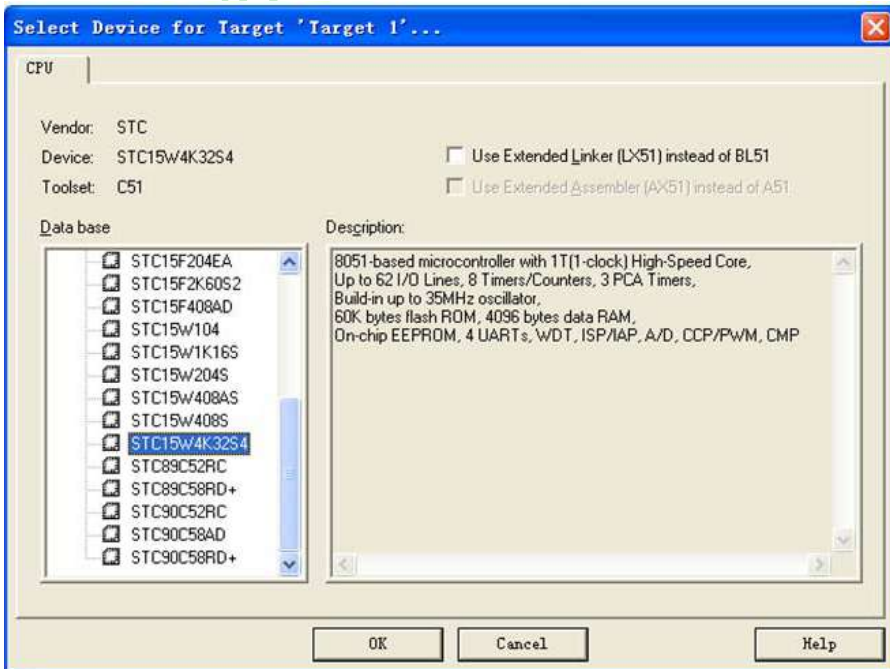 Select Device for Target 'Target 1'...
CPU
Vendor: STC
Device: STC15W4K32S4
Toolset: C51
Use Extended Linker (LX51) instead of BL51
Use Extended Assembler (AX51) instead of A51
Data base
STC15F204EA
STC15F2K60S2
STC15F408AD
STC15W104
STC15W1K16S
STC15W204S
STC15W408AS
STC15W408S
STC15W4K32S4
STC89C52RC
STC89C58RD+
STC90C52RC
STC90C58AD
STC90C58RD+
Description:
8051-based microcontroller with 1T(1-clock) High-Speed Core,
Up to 62 I/O Lines, 8 Timers/Counters, 3 PCA Timers,
Build-in up to 35MHz oscillator,
60K bytes flash ROM, 4096 bytes data RAM,
On-chip EEPROM, 4 UARTs, WDT, ISP/IAP, A/D, CCP/PWM, CMP
OK
Cancel
Help